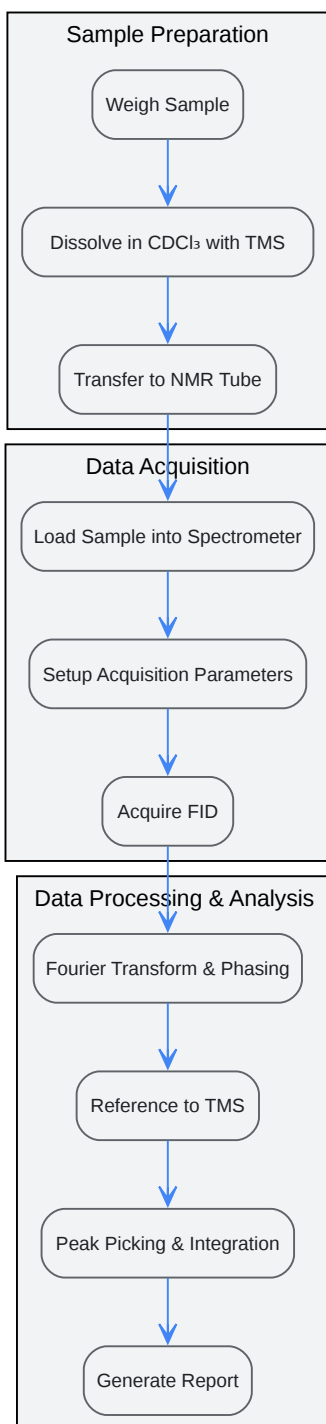 Sample Preparation
Weigh Sample
Dissolve in CDCl₃ with TMS
Transfer to NMR Tube
Data Acquisition
Load Sample into Spectrometer
Setup Acquisition Parameters
Acquire FID
Data Processing & Analysis
Fourier Transform & Phasing
Reference to TMS
Peak Picking & Integration
Generate Report